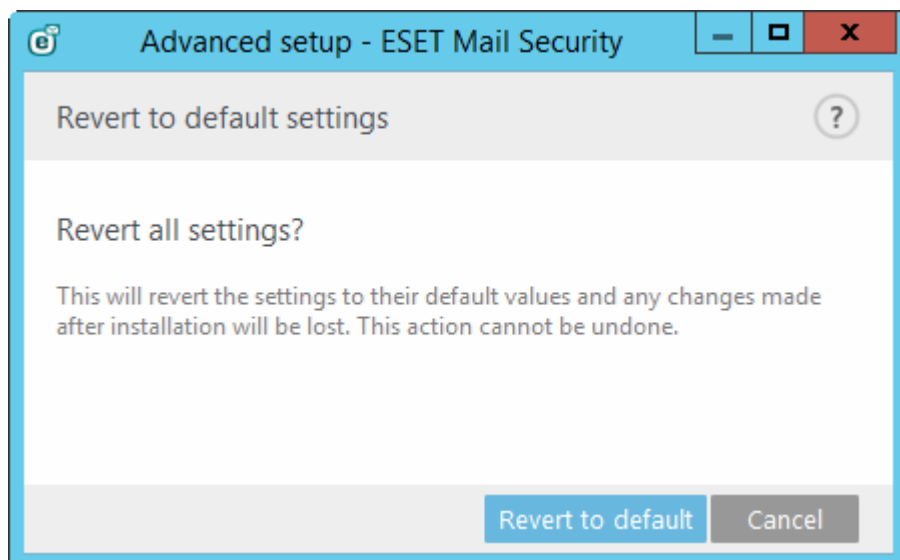 Advanced setup - ESET Mail Security
Revert to default settings
?
Revert all settings?
This will revert the settings to their default values and any changes made
after installation will be lost. This action cannot be undone.
Revert to default
Cancel